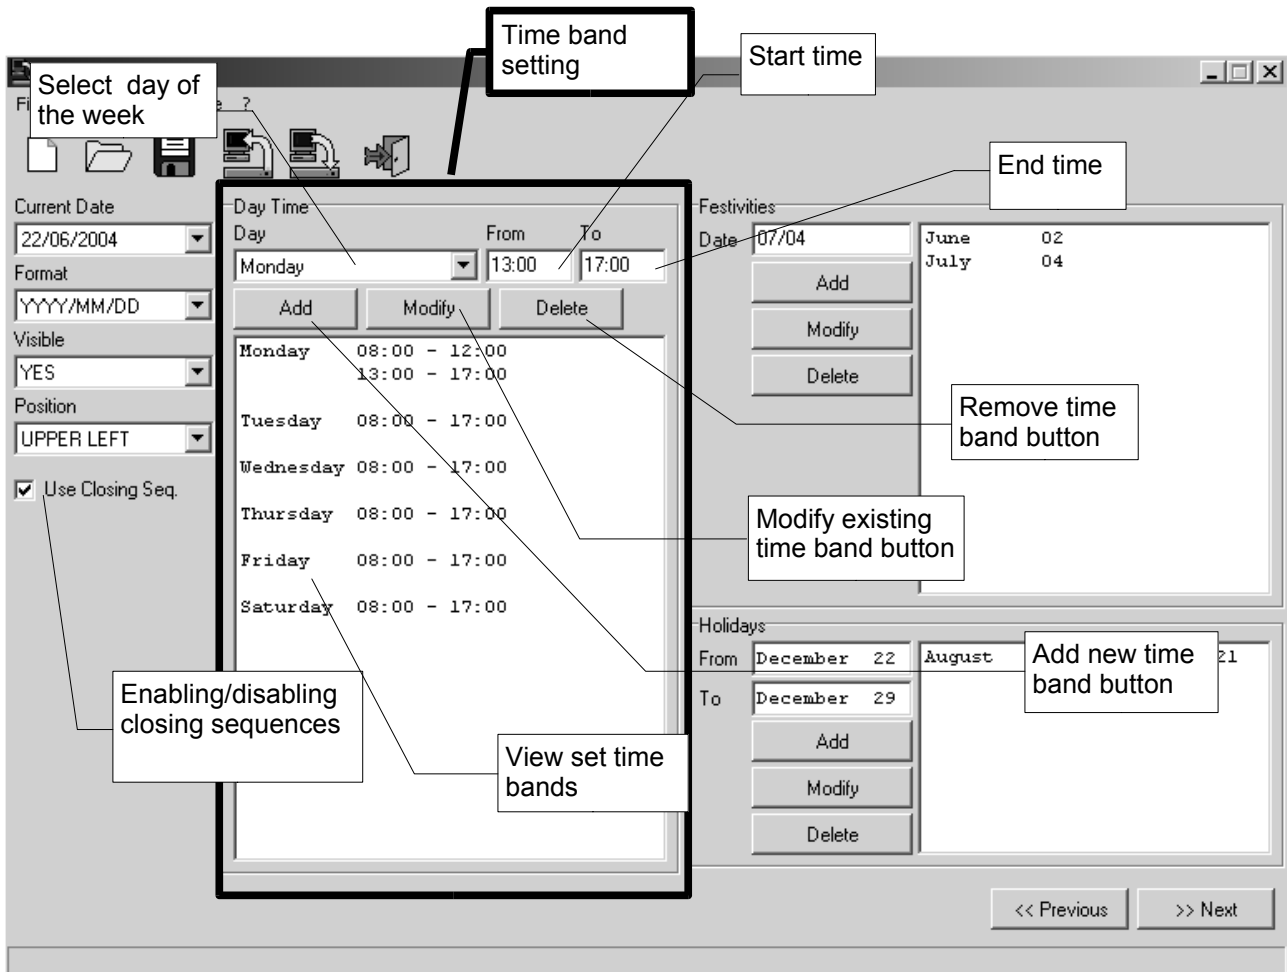 Time band
setting
Start time
Select day of
the week
Fi
e ?
End time
Current Date
22/06/2004
Format
YYYY/MM/DD
Visible
YES
Position
UPPER LEFT
Use Closing Seq.
Day Time
Day From To
Monday 13:00 17:00
Add Modify Delete
Monday 08:00 - 12:00
13:00 - 17:00
Tuesday 08:00 - 17:00
Wednesday 08:00 - 17:00
Thursday 08:00 - 17:00
Friday 08:00 - 17:00
Saturday 08:00 - 17:00
Festivities
Date 07/04
Add
Modify
Delete
June 02
July 04
Remove time
band button
Modify existing
time band button
Holidays
From December 22
To December 29
Add
Modify
Delete
August 21
Add new time
band button
Enabling/disabling
closing sequences
View set time
bands
<< Previous >> Next